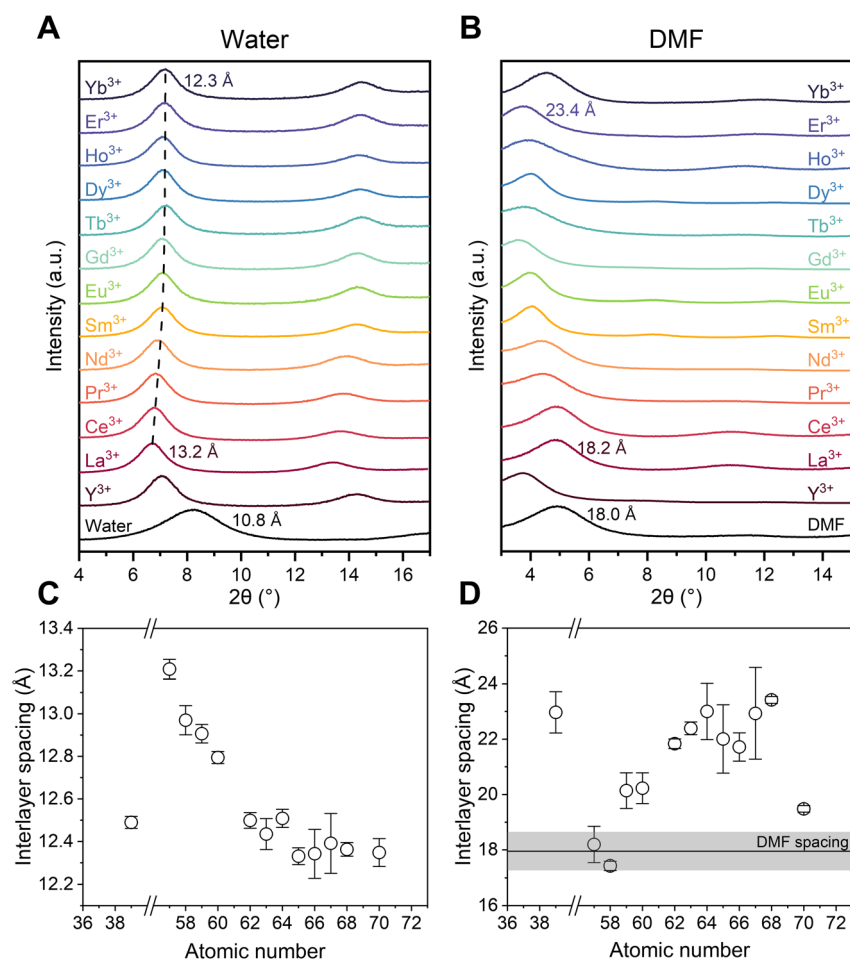 A
Water
Yb³⁺
12.3 Å
Er³⁺
Ho³⁺
Dy³⁺
Tb³⁺
Gd³⁺
Eu³⁺
Sm³⁺
Nd³⁺
Pr³⁺
Ce³⁺
La³⁺
13.2 Å
Y³⁺
Water
10.8 Å
Intensity (a.u.)
4 6 8 10 12 14 16
2θ (°)
B
DMF
Yb³⁺
23.4 Å
Er³⁺
Ho³⁺
Dy³⁺
Tb³⁺
Gd³⁺
Eu³⁺
Sm³⁺
Nd³⁺
Pr³⁺
Ce³⁺
18.2 Å
La³⁺
Y³⁺
18.0 Å
DMF
Intensity (a.u.)
4 6 8 10 12 14
2θ (°)
C
13.4
13.2
13.0
12.8
12.6
12.4
12.2
Interlayer spacing (Å)
36 39 56 58 60 62 64 66 68 70 72
Atomic number
D
26
24
22
20
18
16
Interlayer spacing (Å)
DMF spacing
36 39 58 60 62 64 66 68 70 72
Atomic number